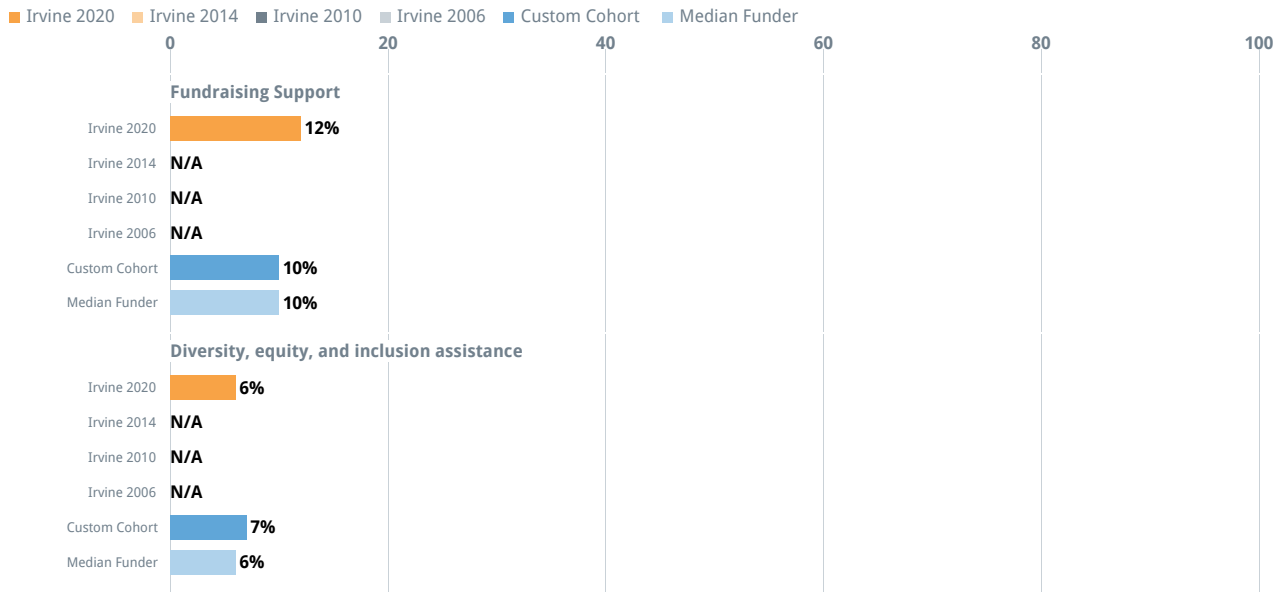 Irvine 2020 Irvine 2014 Irvine 2010 Irvine 2006 Custom Cohort Median Funder
0 20 40 60 80 100
Fundraising Support
Irvine 2020 12%
Irvine 2014 N/A
Irvine 2010 N/A
Irvine 2006 N/A
Custom Cohort 10%
Median Funder 10%
Diversity, equity, and inclusion assistance
Irvine 2020 6%
Irvine 2014 N/A
Irvine 2010 N/A
Irvine 2006 N/A
Custom Cohort 7%
Median Funder 6%